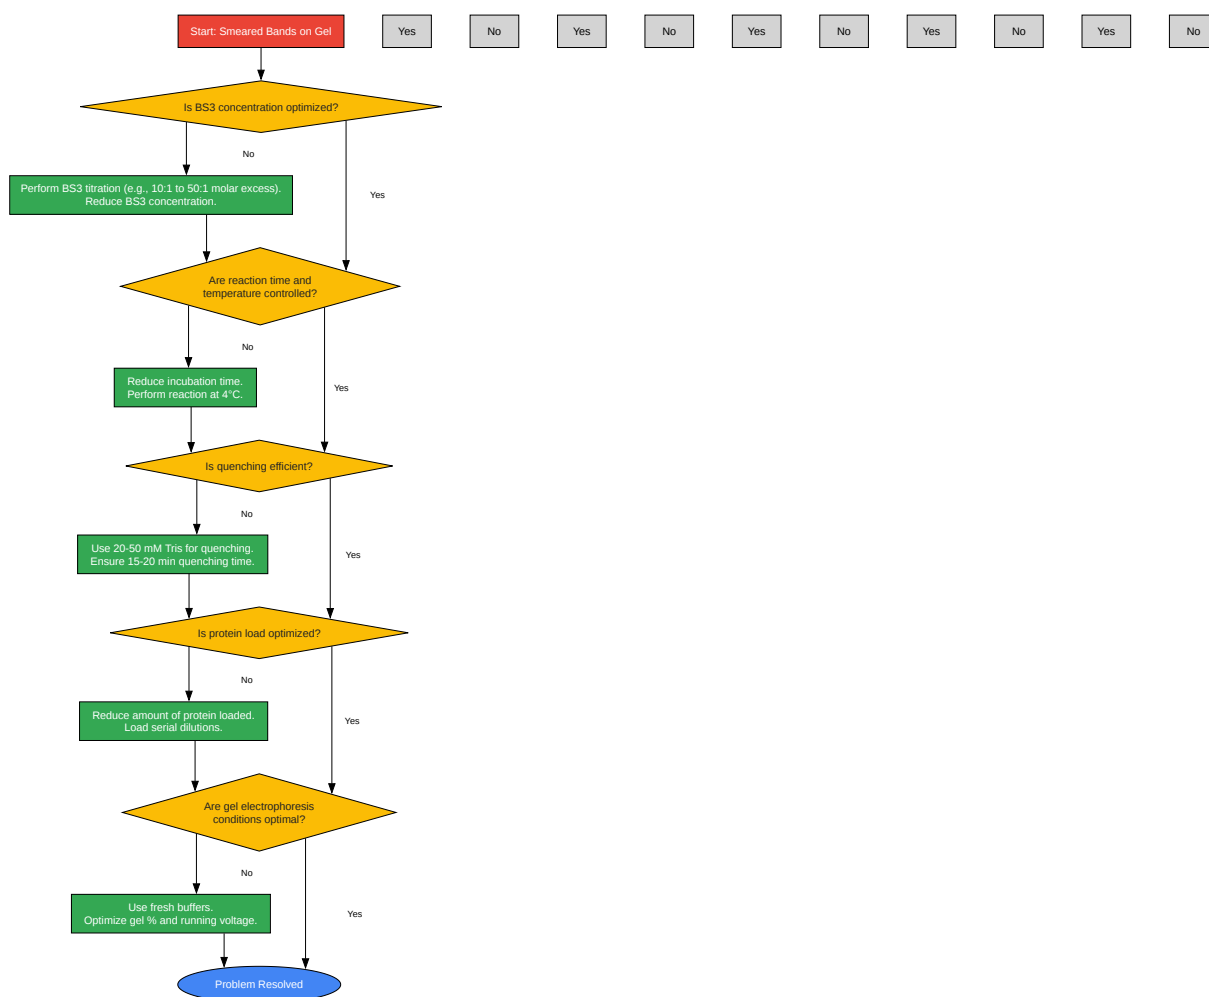 Start: Smeared Bands on Gel
Yes
No
Yes
No
Yes
No
Yes
No
Yes
No
Is BS3 concentration optimized?
No
Perform BS3 titration (e.g., 10:1 to 50:1 molar excess).
Reduce BS3 concentration.
Yes
Are reaction time and
temperature controlled?
No
Reduce incubation time.
Perform reaction at 4°C.
Yes
Is quenching efficient?
No
Use 20-50 mM Tris for quenching.
Ensure 15-20 min quenching time.
Yes
Is protein load optimized?
No
Reduce amount of protein loaded.
Load serial dilutions.
Yes
Are gel electrophoresis
conditions optimal?
No
Use fresh buffers.
Optimize gel % and running voltage.
Yes
Problem Resolved